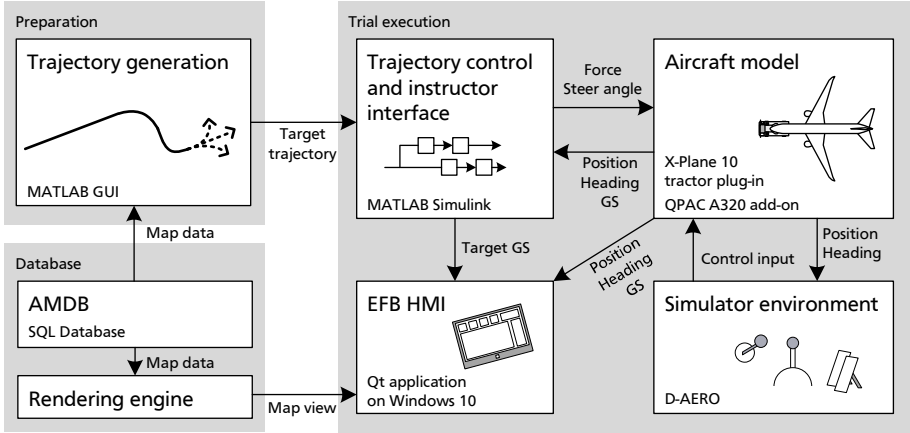 Preparation
Trajectory generation
MATLAB GUI
Target
trajectory
Map data
Database
AMDB
SQL Database
Map data
Rendering engine
Map view
Trial execution
Trajectory control
and instructor
interface
MATLAB Simulink
Force
Steer angle
Position
Heading
GS
Aircraft model
X-Plane 10
tractor plug-in
QPAC A320 add-on
Target GS
Position
Heading
GS
Control input
Position
Heading
EFB HMI
Qt application
on Windows 10
Simulator environment
D-AERO